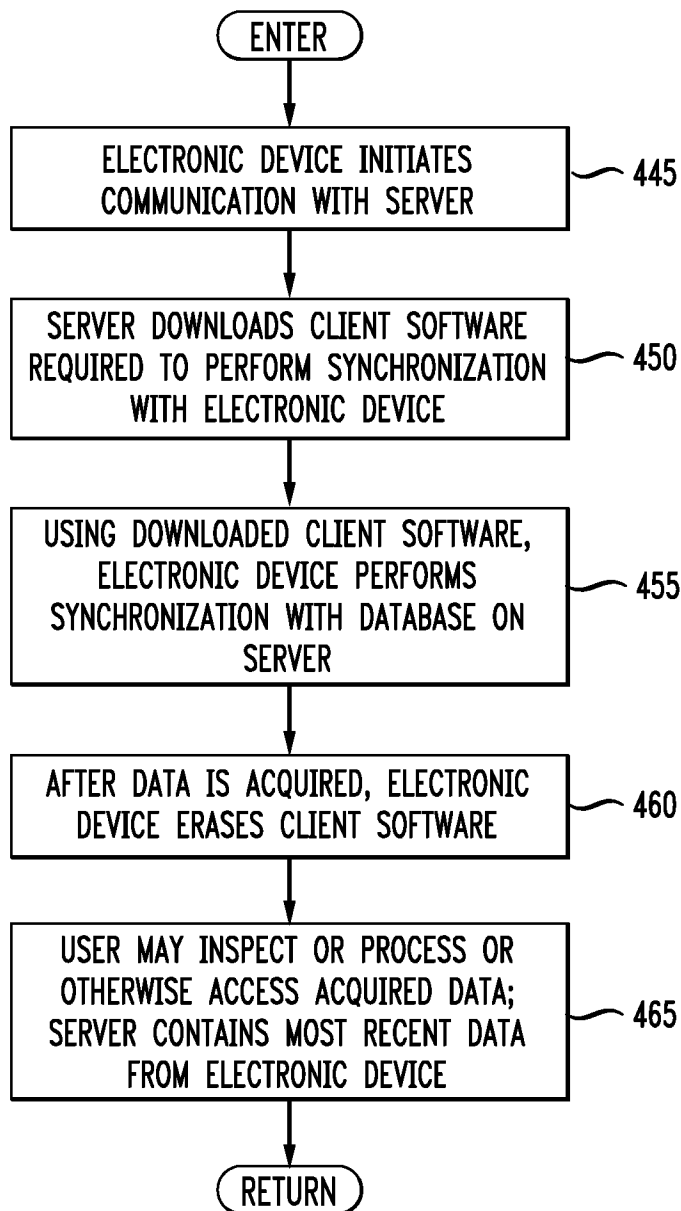 ENTER
ELECTRONIC DEVICE INITIATES
COMMUNICATION WITH SERVER
445
SERVER DOWNLOADS CLIENT SOFTWARE
REQUIRED TO PERFORM SYNCHRONIZATION
WITH ELECTRONIC DEVICE
450
USING DOWNLOADED CLIENT SOFTWARE,
ELECTRONIC DEVICE PERFORMS
SYNCHRONIZATION WITH DATABASE ON
SERVER
455
AFTER DATA IS ACQUIRED, ELECTRONIC
DEVICE ERASES CLIENT SOFTWARE
460
USER MAY INSPECT OR PROCESS OR
OTHERWISE ACCESS ACQUIRED DATA;
SERVER CONTAINS MOST RECENT DATA
FROM ELECTRONIC DEVICE
465
RETURN